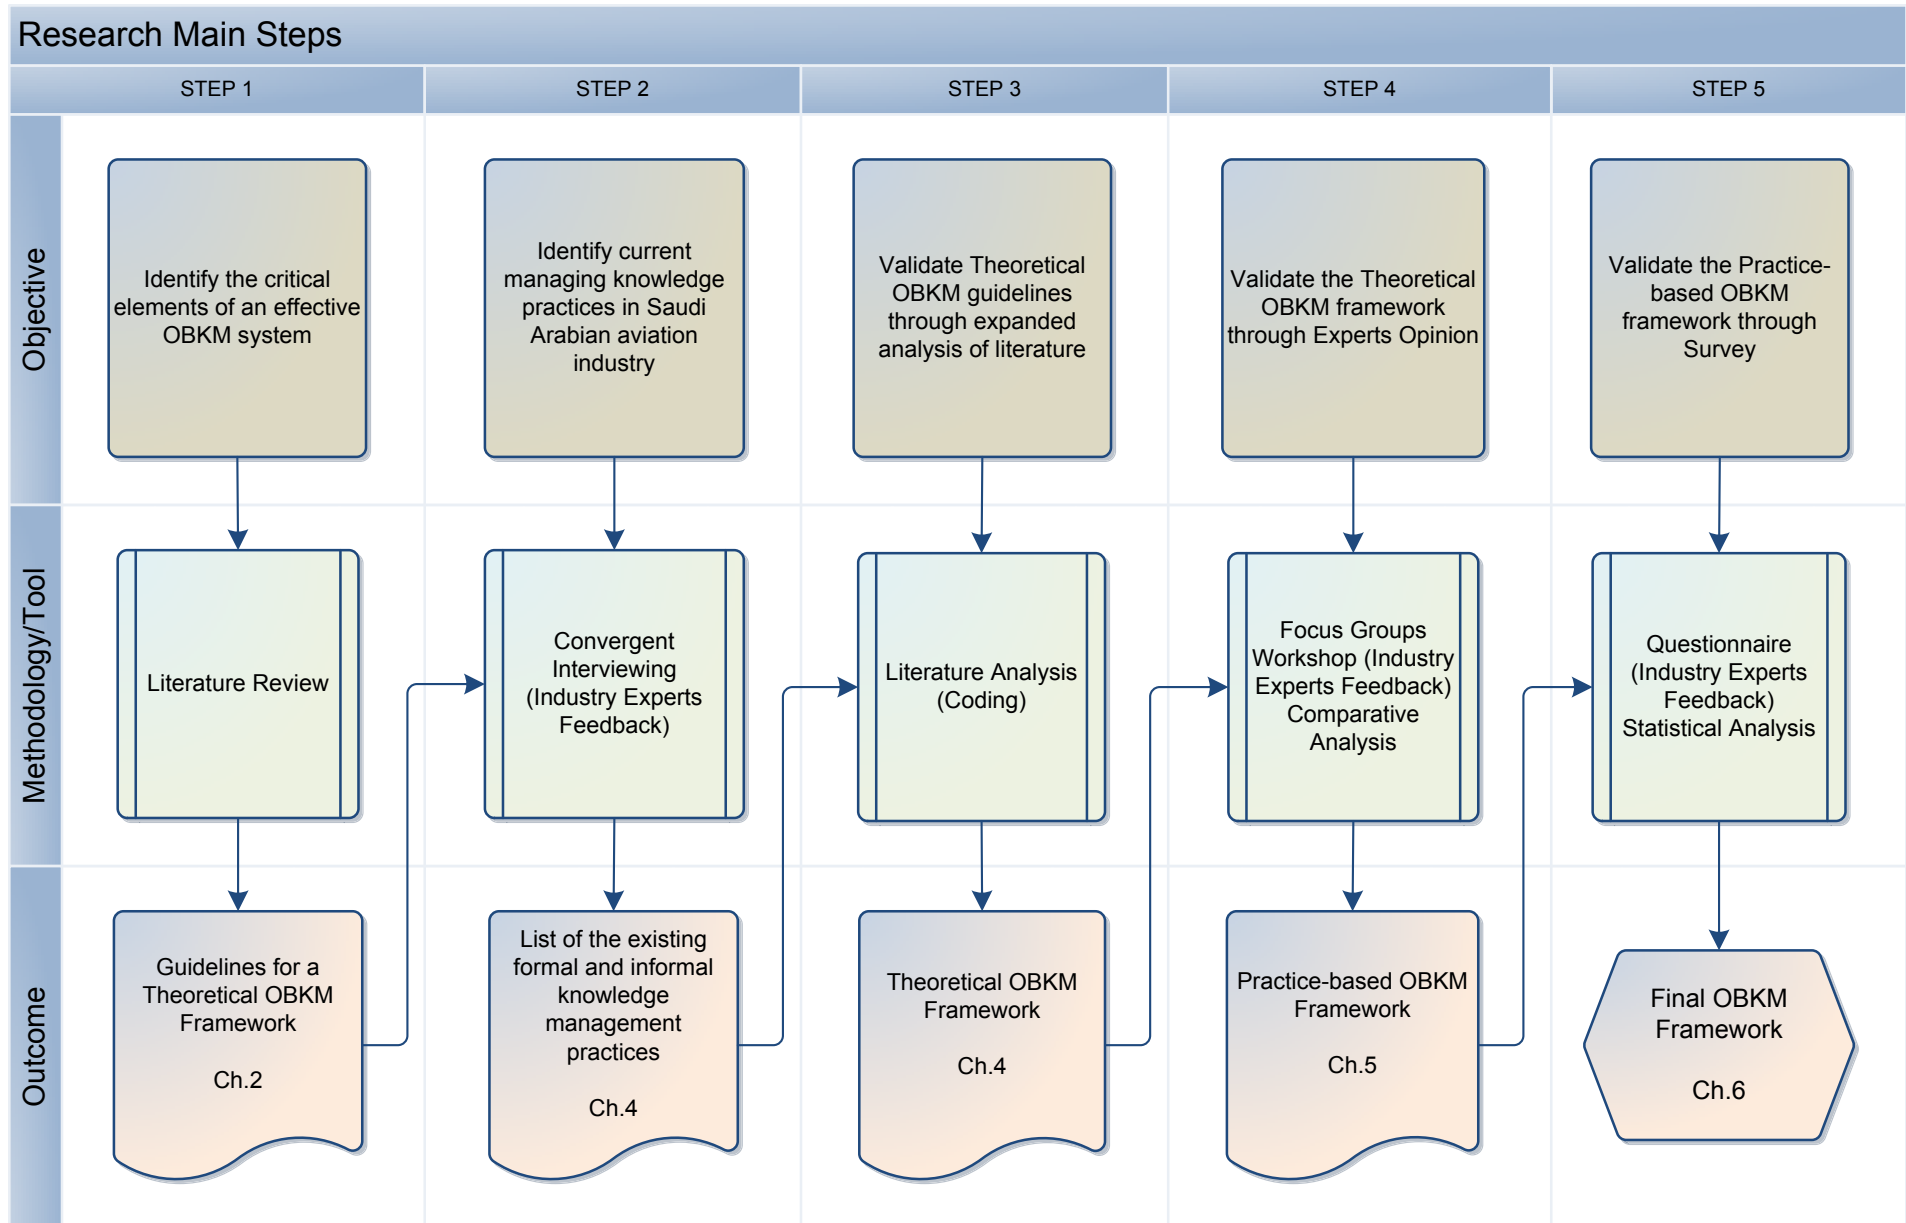 Research Main Steps
STEP 1
STEP 2
STEP 3
STEP 4
STEP 5
Objective
Identify the critical
elements of an effective
OBKM system
Identify current
managing knowledge
practices in Saudi
Arabian aviation
industry
Validate Theoretical
OBKM guidelines
through expanded
analysis of literature
Validate the Theoretical
OBKM framework
through Experts Opinion
Validate the Practice-
based OBKM
framework through
Survey
Methodology/Tool
Literature Review
Convergent
Interviewing
(Industry Experts
Feedback)
Literature Analysis
(Coding)
Focus Groups
Workshop (Industry
Experts Feedback)
Comparative
Analysis
Questionnaire
(Industry Experts
Feedback)
Statistical Analysis
Outcome
Guidelines for a
Theoretical OBKM
Framework
Ch.2
List of the existing
formal and informal
knowledge
management
practices
Ch.4
Theoretical OBKM
Framework
Ch.4
Practice-based OBKM
Framework
Ch.5
Final OBKM
Framework
Ch.6